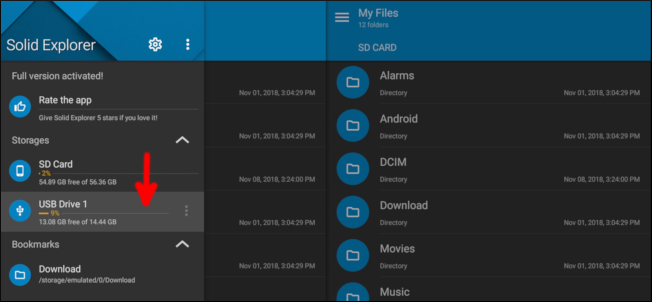 Solid Explorer
Full version activated!
Rate the app
Give Solid Explorer 5 stars if you love it!
Storages
SD Card
2%
54.89 GB free of 56.36 GB
USB Drive 1
9%
13.08 GB free of 14.44 GB
Bookmarks
Download
/storage/emulated/0/Download
Nov 01, 2018, 3:04:29 PM
Nov 01, 2018, 3:04:29 PM
Nov 08, 2018, 3:24:00 PM
Nov 01, 2018, 3:04:29 PM
Nov 01, 2018, 3:04:29 PM
My Files
12 folders
SD CARD
Alarms
Directory Nov 01, 2018, 3:04:29 PM
Android
Directory Nov 01, 2018, 3:04:29 PM
DCIM
Directory Nov 08, 2018, 3:24:00 PM
Download
Directory Nov 01, 2018, 3:04:29 PM
Movies
Directory Nov 01, 2018, 3:04:29 PM
Music